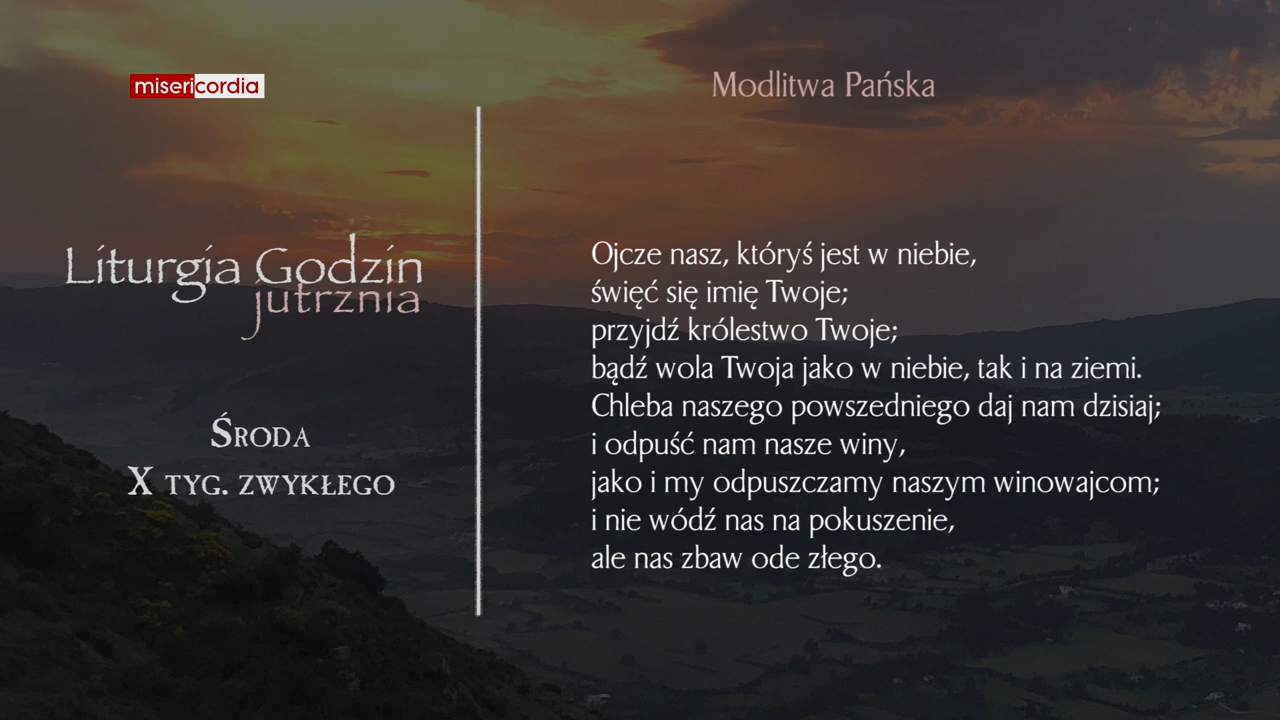 misericordia
Liturgia Godzin
jutrznia
Środa
X tyg. zwykłego
Modlitwa Pańska
Ojcze nasz, któryś jest w niebie,
święć się imię Twoje;
przyjdź królestwo Twoje;
bądź wola Twoja jako w niebie, tak i na ziemi.
Chleba naszego powszedniego daj nam dzisiaj;
i odpuść nam nasze winy,
jako i my odpuszczamy naszym winowajcom;
i nie wódź nas na pokuszenie,
ale nas zbaw ode złego.